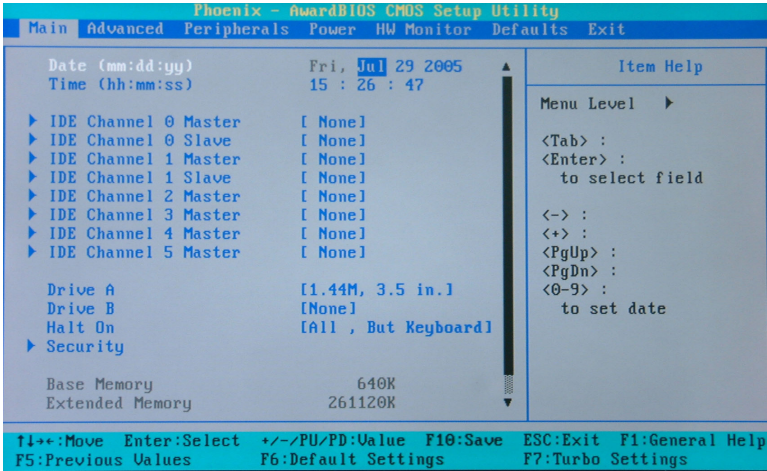 Phoenix - AwardBIOS CMOS Setup Utility
Main Advanced Peripherals Power HW Monitor Defaults Exit
Date (mm:dd:yy) Fri, Jul 29 2005
Time (hh:mm:ss) 15 : 26 : 47
IDE Channel 0 Master [ None]
IDE Channel 0 Slave [ None]
IDE Channel 1 Master [ None]
IDE Channel 1 Slave [ None]
IDE Channel 2 Master [ None]
IDE Channel 3 Master [ None]
IDE Channel 4 Master [ None]
IDE Channel 5 Master [ None]
Drive A [1.44M, 3.5 in.]
Drive B [None]
Halt On [All , But Keyboard]
Security
Base Memory 640K
Extended Memory 261120K
Item Help
Menu Level
<Tab> :
<Enter> :
to select field
<-> :
<+> :
<PgUp> :
<PgDn> :
<0-9> :
to set date
↑↓→←:Move Enter:Select +/-/PU/PD:Value F10:Save ESC:Exit F1:General Help
F5:Previous Values F6:Default Settings F7:Turbo Settings